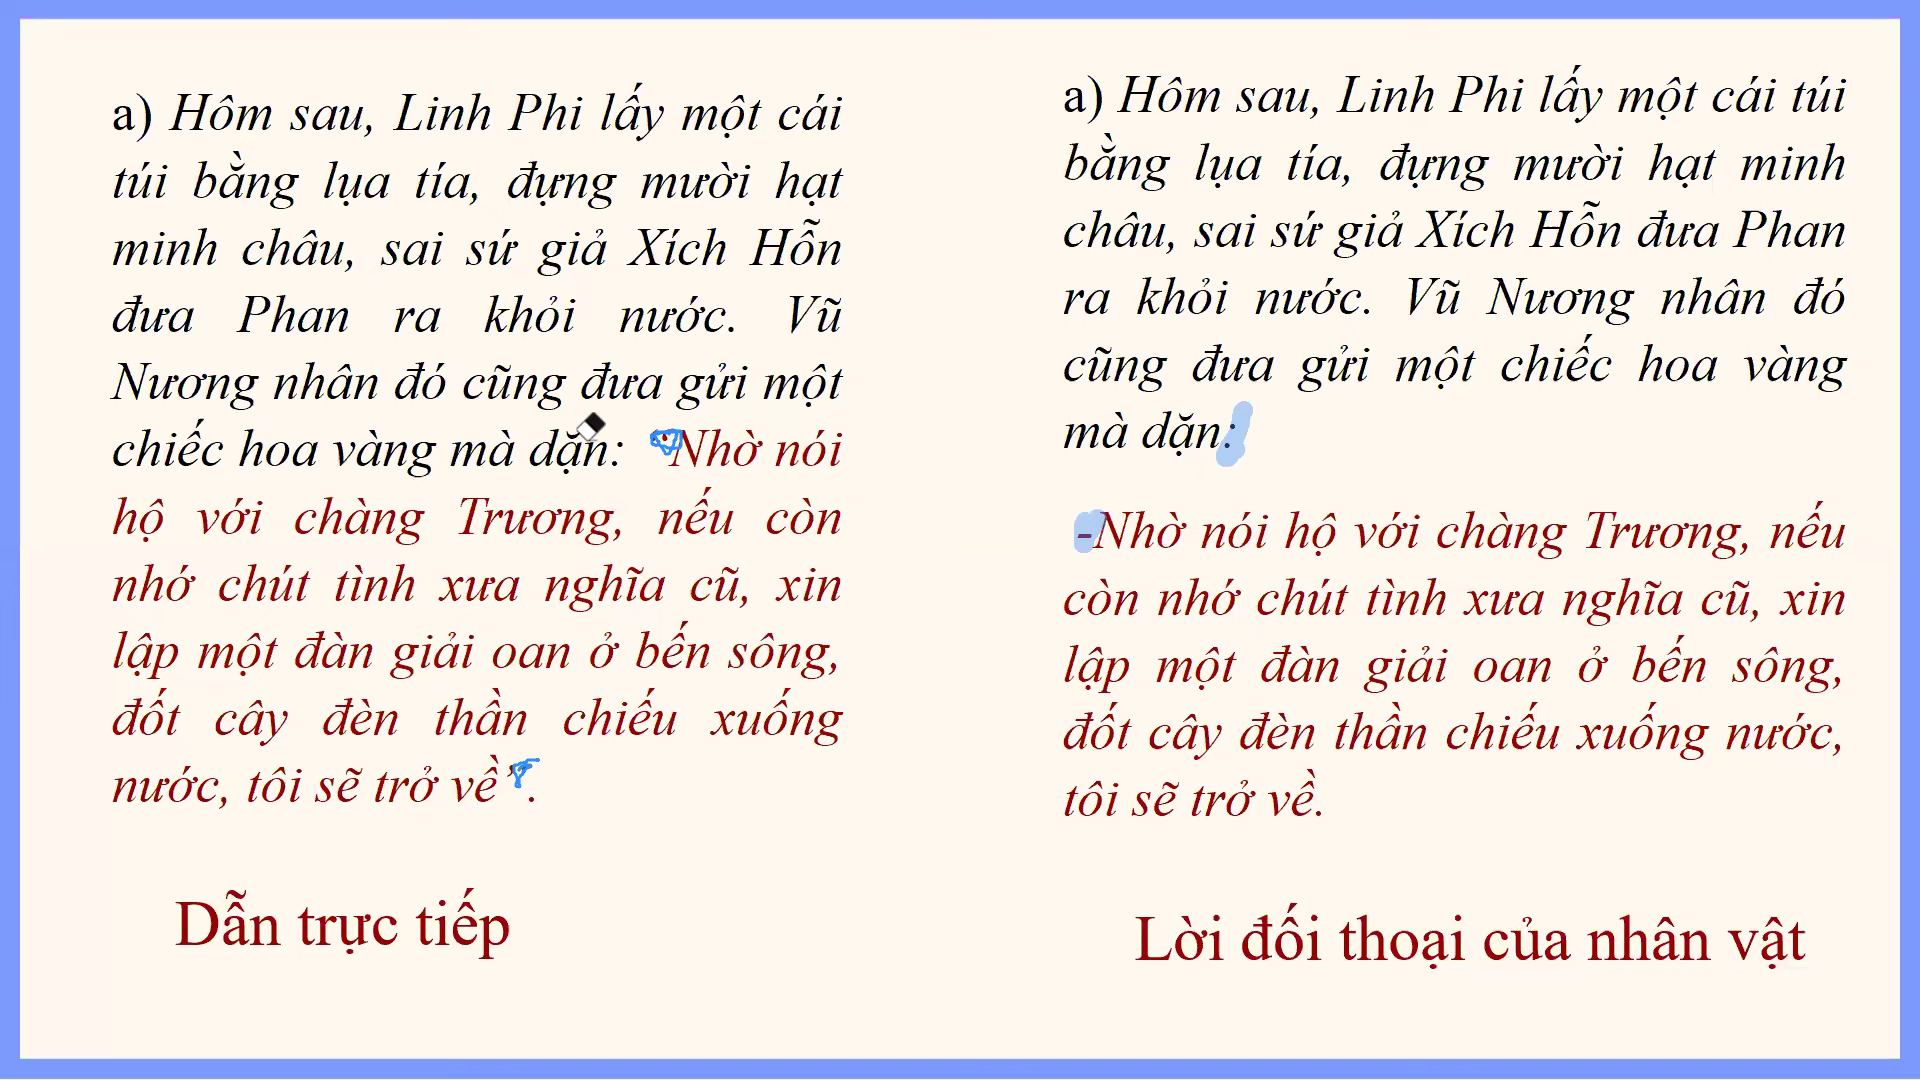 a) Hôm sau, Linh Phi lấy một cái
túi bằng lụa tía, đựng mười hạt
minh châu, sai sứ giả Xích Hỗn
đưa Phan ra khỏi nước. Vũ
Nương nhân đó cũng đưa gửi một
chiếc hoa vàng mà dặn: “Nhờ nói
hộ với chàng Trương, nếu còn
nhớ chút tình xưa nghĩa cũ, xin
lập một đàn giải oan ở bến sông,
đốt cây đèn thần chiếu xuống
nước, tôi sẽ trở về”.
Dẫn trực tiếp
a) Hôm sau, Linh Phi lấy một cái túi
bằng lụa tía, đựng mười hạt minh
châu, sai sứ giả Xích Hỗn đưa Phan
ra khỏi nước. Vũ Nương nhân đó
cũng đưa gửi một chiếc hoa vàng
mà dặn:
-Nhờ nói hộ với chàng Trương, nếu
còn nhớ chút tình xưa nghĩa cũ, xin
lập một đàn giải oan ở bến sông,
đốt cây đèn thần chiếu xuống nước,
tôi sẽ trở về.
Lời đối thoại của nhân vật